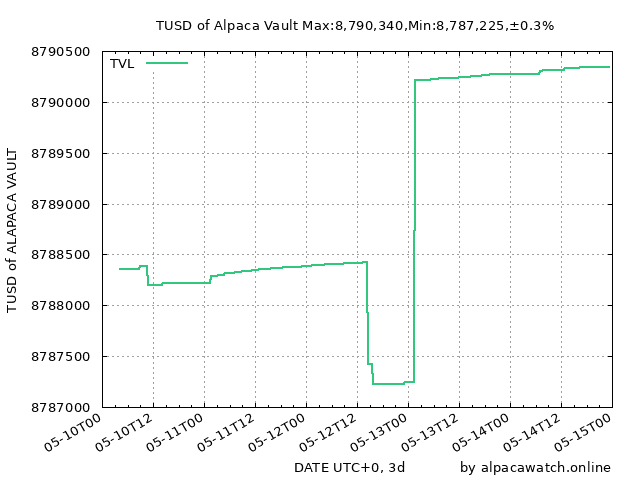 TUSD of Alpaca Vault Max:8,790,340,Min:8,787,225,±0.3%
TVL
8790500
8790000
8789500
8789000
8788500
8788000
8787500
8787000
TUSD of ALAPACA VAULT
05-10T00
05-10T12
05-11T00
05-11T12
05-12T00
05-12T12
05-13T00
05-13T12
05-14T00
05-14T12
05-15T00
DATE UTC+0, 3d
by alpacawatch.online